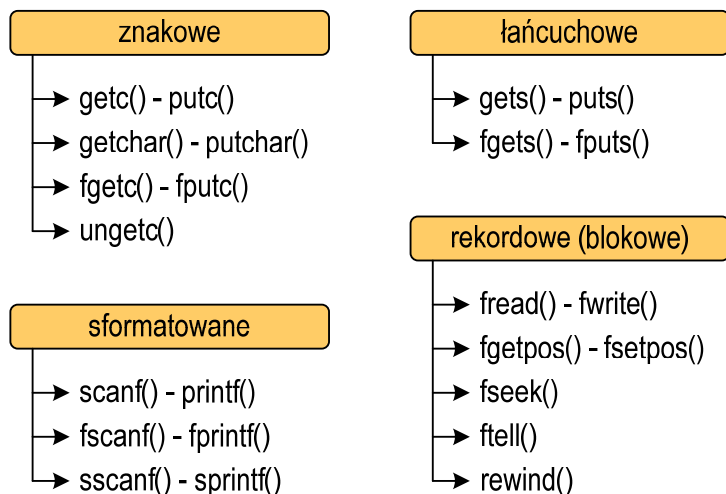 znakowe
getc() - putc()
getchar() - putchar()
fgetc() - fputc()
ungetc()
sformatowane
scanf() - printf()
fscanf() - fprintf()
sscanf() - sprintf()
łańcuchowe
gets() - puts()
fgets() - fputs()
rekordowe (blokowe)
fread() - fwrite()
fgetpos() - fsetpos()
fseek()
ftell()
rewind()